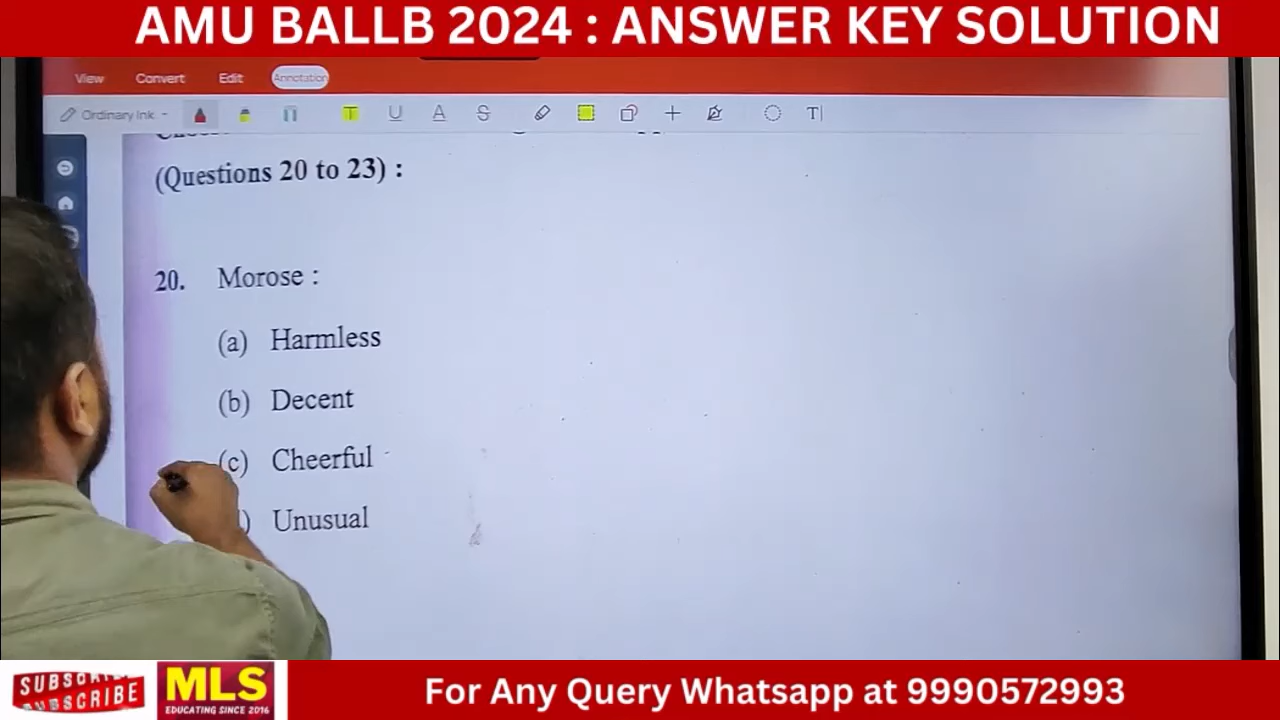 AMU BALLB 2024 : ANSWER KEY SOLUTION
View Convert Edit Annotation
Ordinary Ink
(Questions 20 to 23) :
20. Morose :
(a) Harmless
(b) Decent
(c) Cheerful
Unusual
SUBSCRIBE
SUBSCRIBE
MLS
EDUCATING SINCE 2016
For Any Query Whatsapp at 9990572993